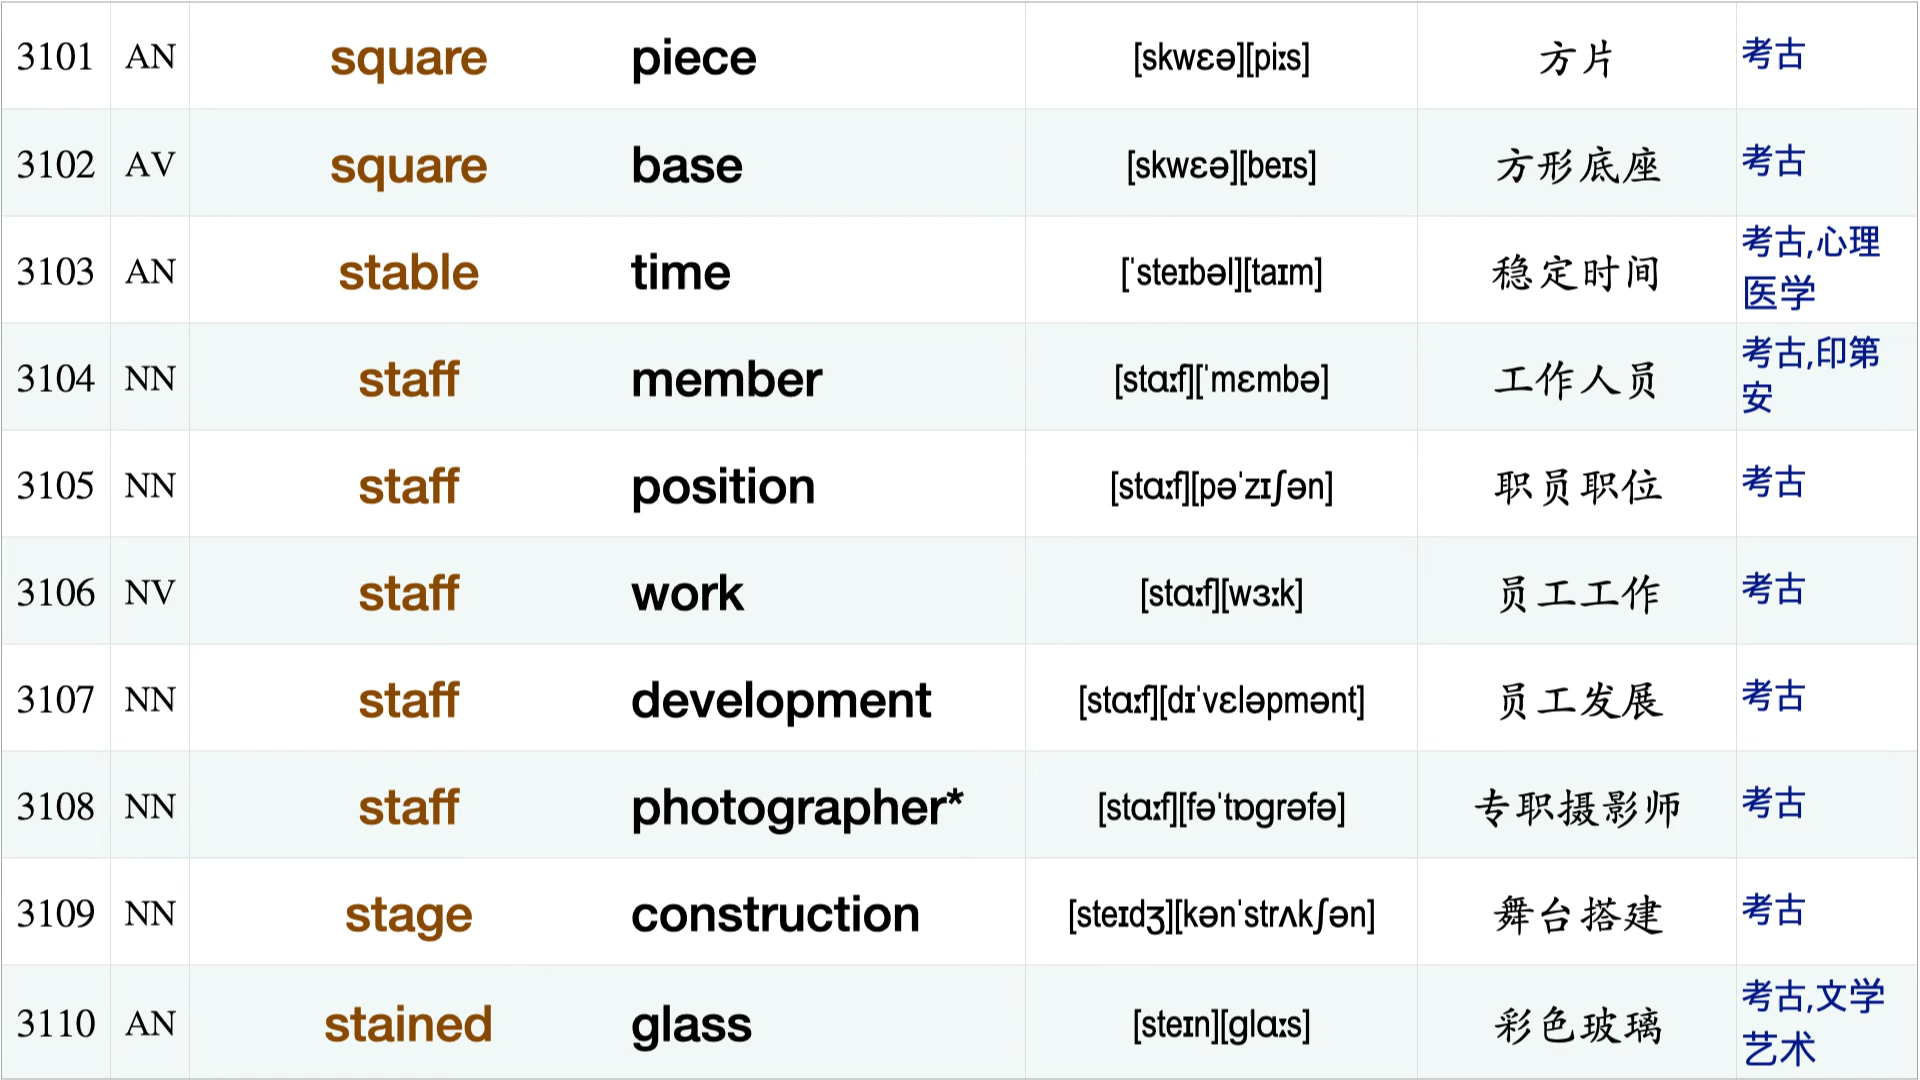 3101 AN square piece [skwɛə][piːs] 方片 考古
3102 AV square base [skwɛə][beɪs] 方形底座 考古
3103 AN stable time [ˈsteɪbəl][taɪm] 稳定时间 考古,心理
医学
3104 NN staff member [stɑːf][ˈmɛmbə] 工作人员 考古,印第
安
3105 NN staff position [stɑːf][pəˈzɪʃən] 职员职位 考古
3106 NV staff work [stɑːf][wɜːk] 员工工作 考古
3107 NN staff development [stɑːf][dɪˈvɛləpmənt] 员工发展 考古
3108 NN staff photographer* [stɑːf][fəˈtɒgrəfə] 专职摄影师 考古
3109 NN stage construction [steɪdʒ][kənˈstrʌkʃən] 舞台搭建 考古
3110 AN stained glass [steɪn][glɑːs] 彩色玻璃 考古,文学
艺术